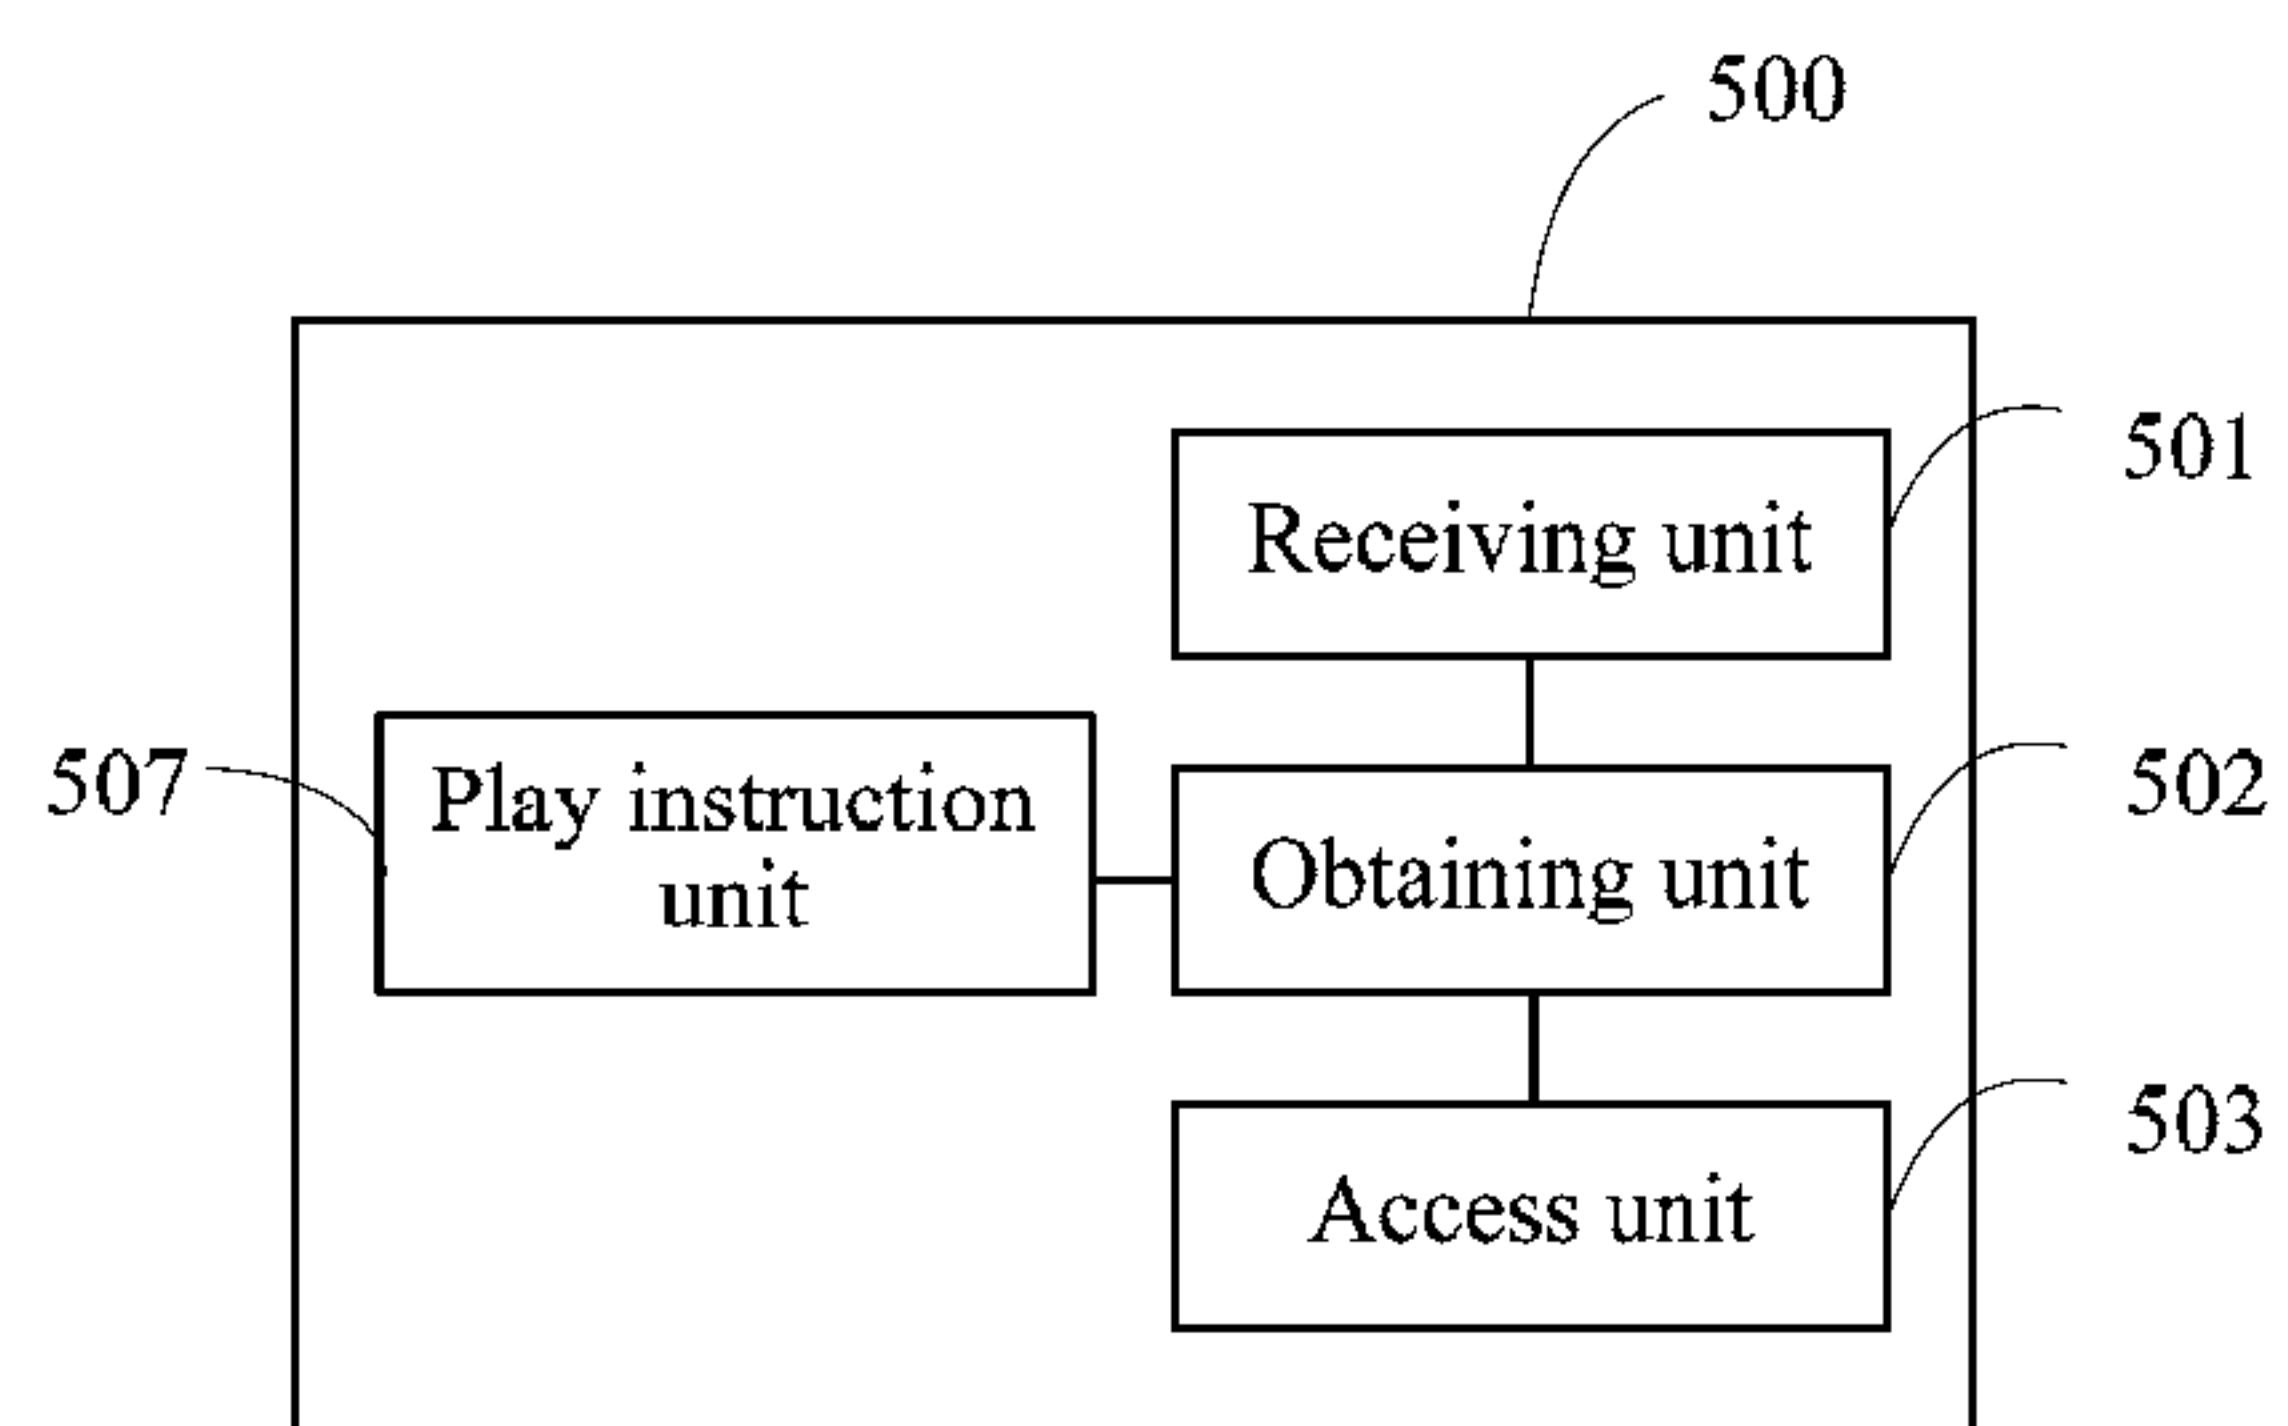 500
501
Receiving unit
507
Play instruction
unit
502
Obtaining unit
503
Access unit